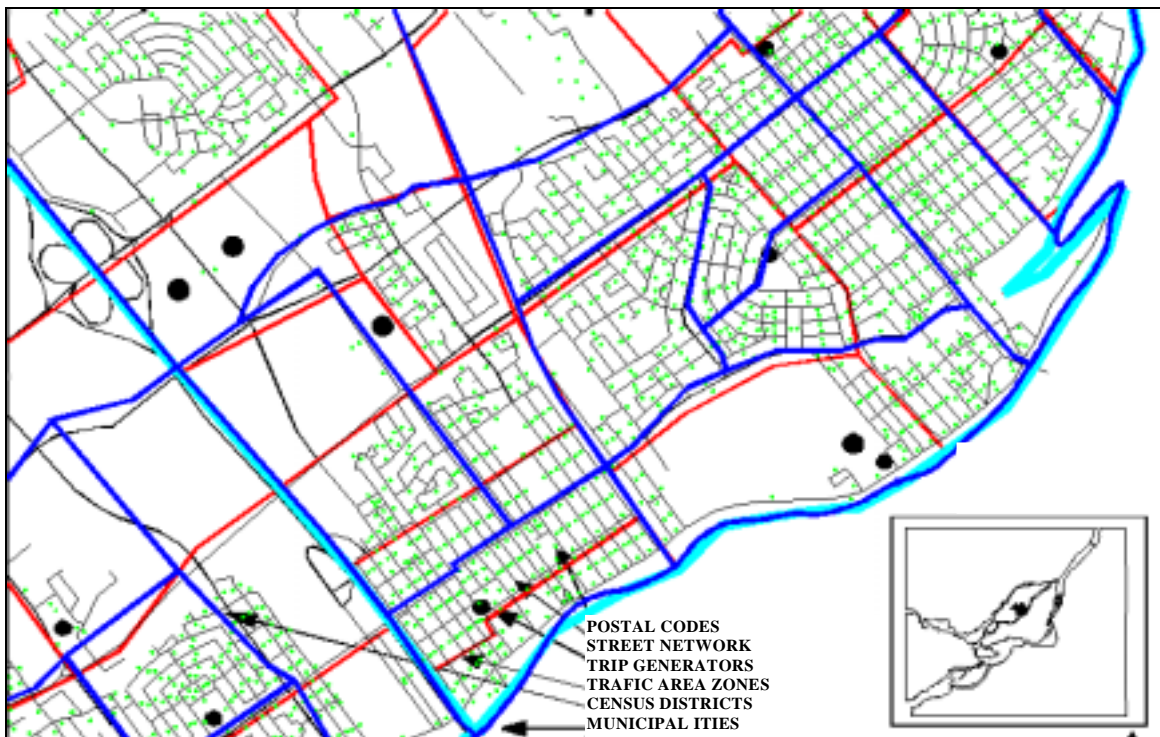 POSTAL CODES
STREET NETWORK
TRIP GENERATORS
TRAFIC AREA ZONES
CENSUS DISTRICTS
MUNICIPAL ITIES